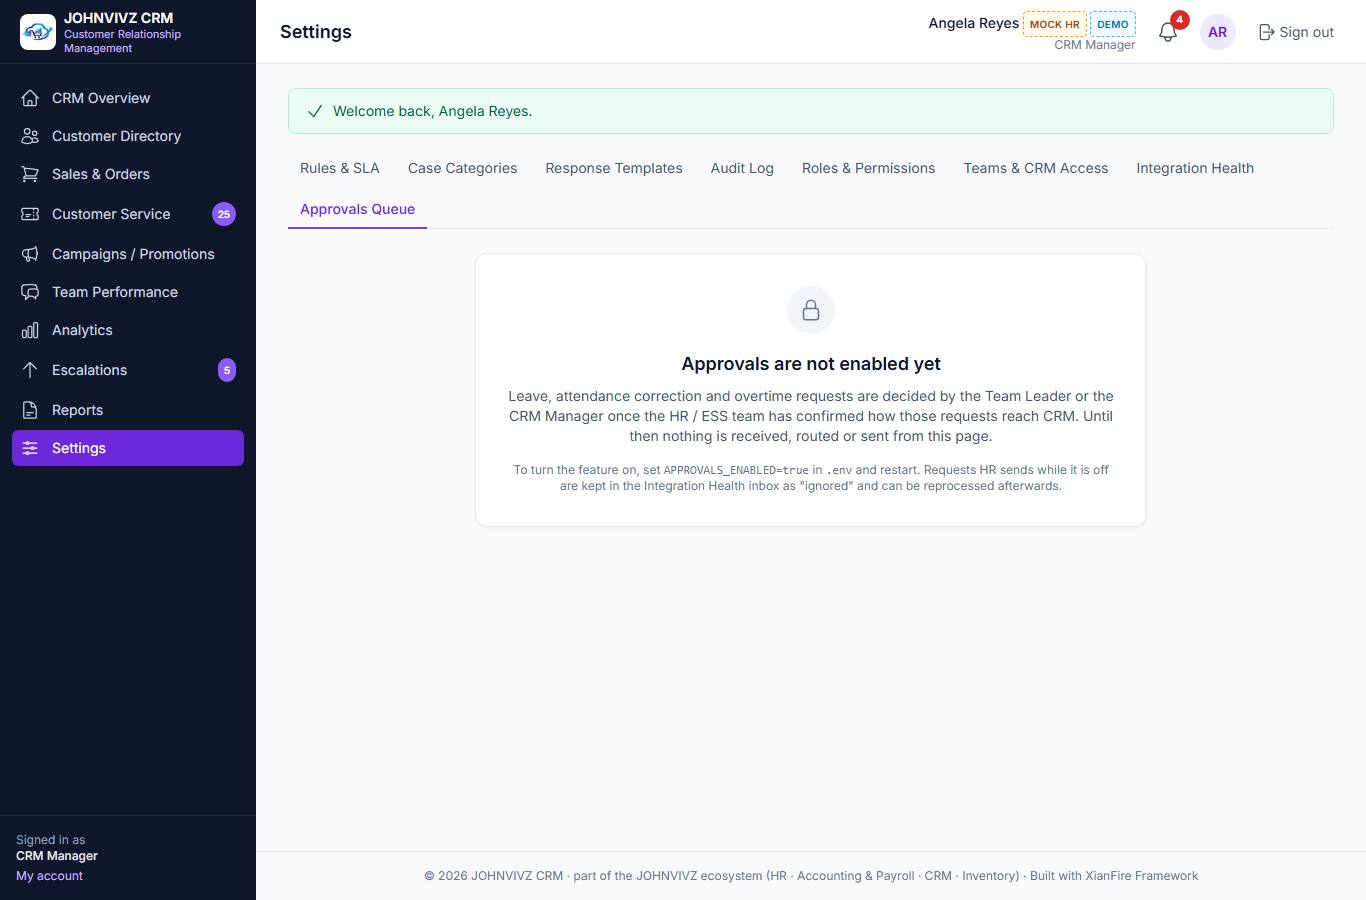 JOHNVIVZ CRM
Customer Relationship
Management
CRM Overview
Customer Directory
Sales & Orders
Customer Service 25
Campaigns / Promotions
Team Performance
Analytics
Escalations 5
Reports
Settings
Signed in as
CRM Manager
My account
Settings
Angela Reyes MOCK HR DEMO
CRM Manager
4
AR
Sign out
Welcome back, Angela Reyes.
Rules & SLA Case Categories Response Templates Audit Log Roles & Permissions Teams & CRM Access Integration Health
Approvals Queue
Approvals are not enabled yet
Leave, attendance correction and overtime requests are decided by the Team Leader or the
CRM Manager once the HR / ESS team has confirmed how those requests reach CRM. Until
then nothing is received, routed or sent from this page.
To turn the feature on, set APPROVALS_ENABLED=true in .env and restart. Requests HR sends while it is off
are kept in the Integration Health inbox as "ignored" and can be reprocessed afterwards.
© 2026 JOHNVIVZ CRM · part of the JOHNVIVZ ecosystem (HR · Accounting & Payroll · CRM · Inventory) · Built with XianFire Framework